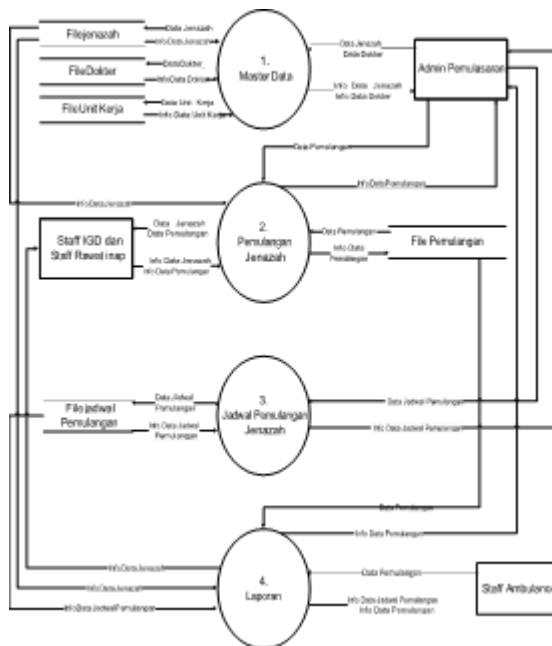 File jenazah
Data Jenazah
Info Data Jenazah
File Dokter
Data Dokter
Info Data Dokter
File Unit Kerja
Data Unit Kerja
Info Data Unit Kerja
1.
Master Data
Data Jenazah
Data Dokter
Info Data Jenazah
Info Data Dokter
Admin Pemulasaran
Data Pemulangan
Info Data Jenazah
Info Data Pemulangan
Staff IGD dan
Staff Rawat inap
Data Jenazah
Data Pemulangan
Info Data Jenazah
Info Data Pemulangan
2.
Pemulangan
Jenazah
Data Pemulangan
Info Data
Pemulangan
File Pemulangan
File jadwal
Pemulangan
Data Jadwal
Pemulangan
Info Data Jadwal
Pemulangan
3.
Jadwal Pemulangan
Jenazah
Data Jadwal Pemulangan
Info Data Jadwal Pemulangan
Data Pemulangan
Info Data Pemulangan
Info Data Jenazah
Info Data Jenazah
Info Data Jadwal Pemulangan
4.
Laporan
Data Pemulangan
Info Data Jadwal Pemulangan
Info Data Pemulangan
Staff Ambulance